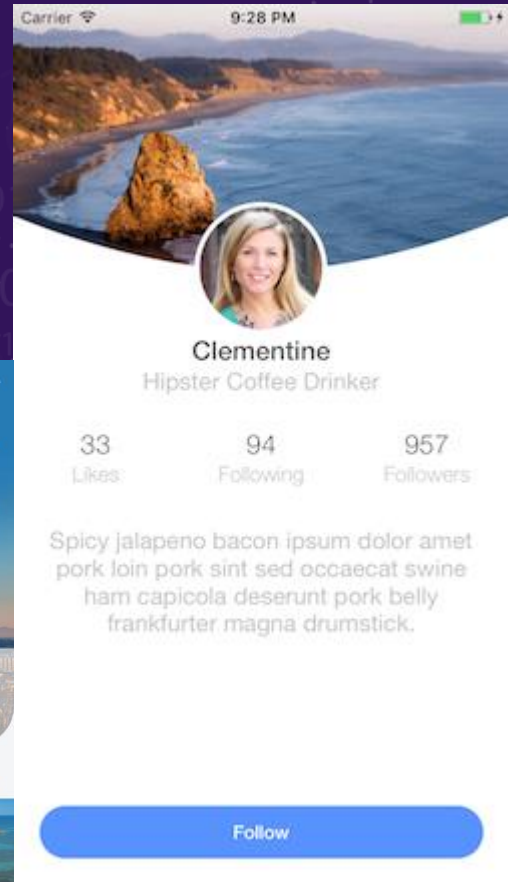 Carrier 9:28 PM
Clementine
Hipster Coffee Drinker
33 94 957
Likes Following Followers
Spicy jalapeno bacon ipsum dolor amet
pork loin pork sint sed occaecat swine
ham capicola deserunt pork belly
frankfurter magna drumstick.
Follow